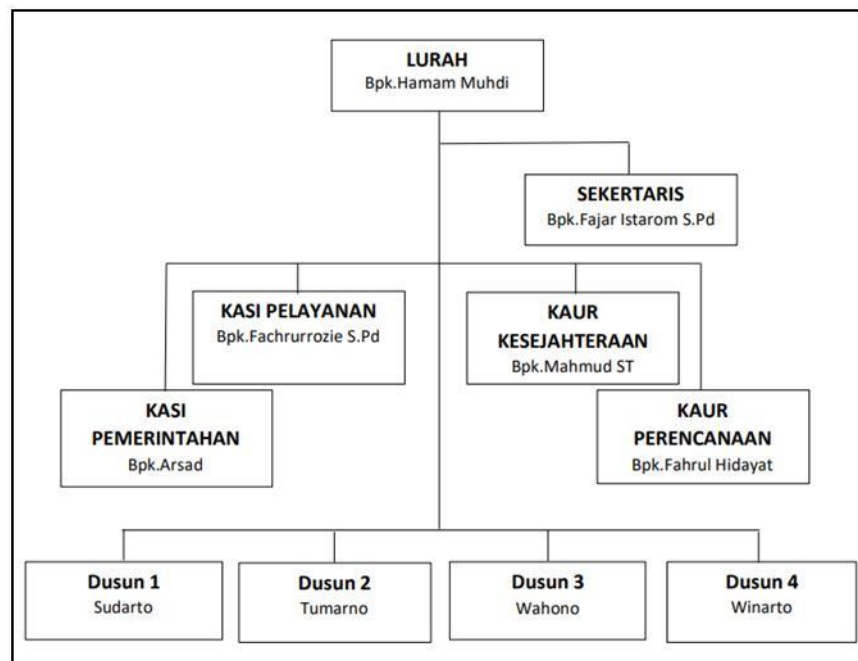 LURAH
Bpk.Hamam Muhdi
SEKERTARIS
Bpk.Fajar Istarom S.Pd
KASI PELAYANAN
Bpk.Fachrurrozie S.Pd
KAUR
KESEJAHTERAAN
Bpk.Mahmud ST
KASI
PEMERINTAHAN
Bpk.Arsad
KAUR
PERENCANAAN
Bpk.Fahrul Hidayat
Dusun 1
Sudarto
Dusun 2
Tumarno
Dusun 3
Wahono
Dusun 4
Winarto